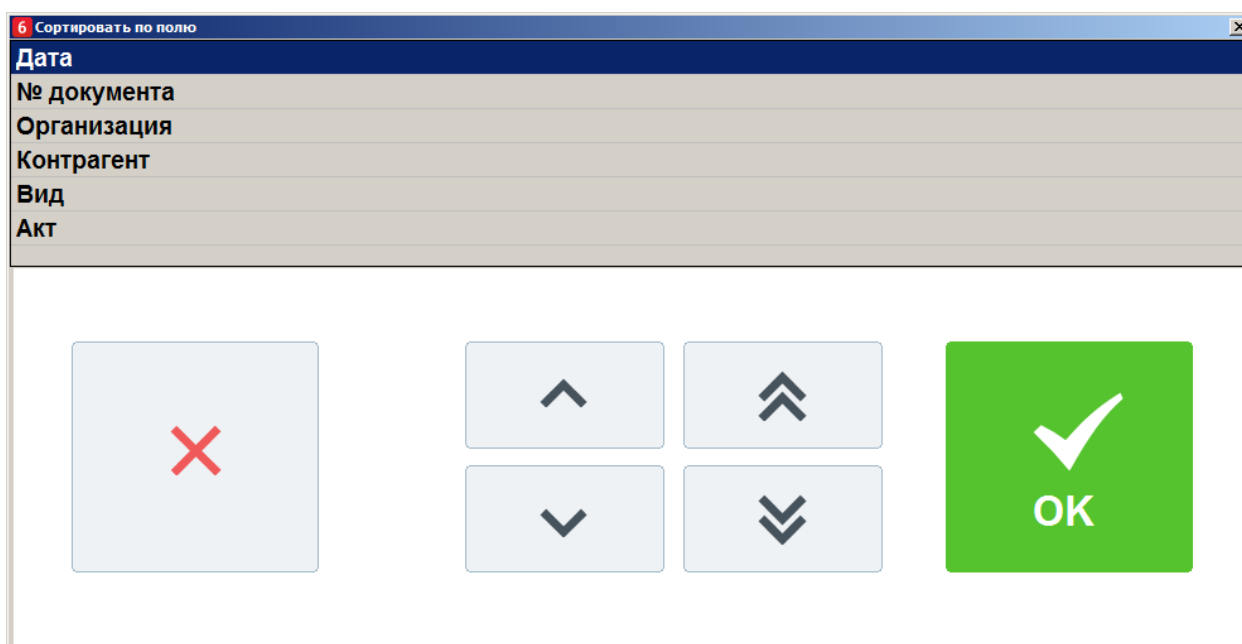 6 Сортировать по полю
Дата
№ документа
Организация
Контрагент
Вид
Акт
OK